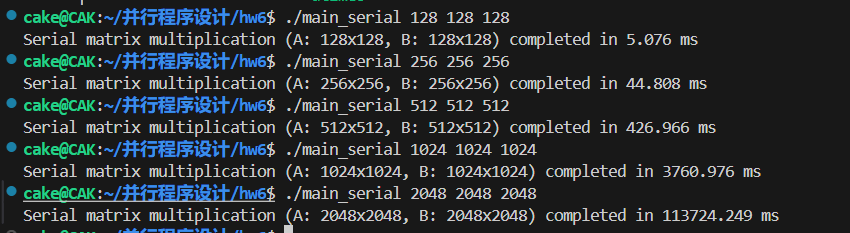 cake@CAK:~/并行程序设计/hw6$ ./main_serial 128 128 128
Serial matrix multiplication (A: 128x128, B: 128x128) completed in 5.076 ms
cake@CAK:~/并行程序设计/hw6$ ./main_serial 256 256 256
Serial matrix multiplication (A: 256x256, B: 256x256) completed in 44.808 ms
cake@CAK:~/并行程序设计/hw6$ ./main_serial 512 512 512
Serial matrix multiplication (A: 512x512, B: 512x512) completed in 426.966 ms
cake@CAK:~/并行程序设计/hw6$ ./main_serial 1024 1024 1024
Serial matrix multiplication (A: 1024x1024, B: 1024x1024) completed in 3760.976 ms
cake@CAK:~/并行程序设计/hw6$ ./main_serial 2048 2048 2048
Serial matrix multiplication (A: 2048x2048, B: 2048x2048) completed in 113724.249 ms